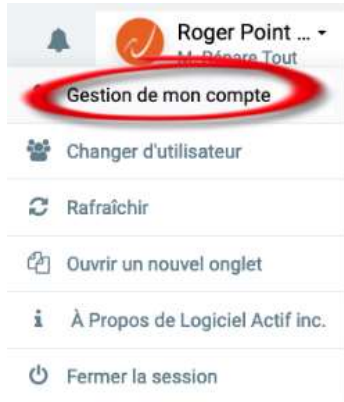 Roger Point ...
M. Répare Tout
Gestion de mon compte
Changer d'utilisateur
Rafraîchir
Ouvrir un nouvel onglet
À Propos de Logiciel Actif inc.
Fermer la session